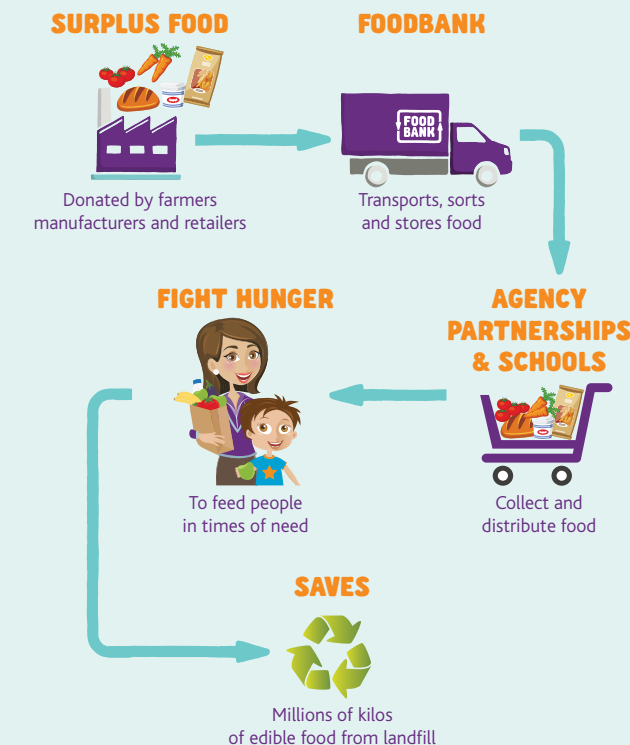 SURPLUS FOOD
Donated by farmers
manufacturers and retailers
FOODBANK
FOOD
BANK
Transports, sorts
and stores food
AGENCY
PARTNERSHIPS
& SCHOOLS
Collect and
distribute food
FIGHT HUNGER
To feed people
in times of need
SAVES
Millions of kilos
of edible food from landfill